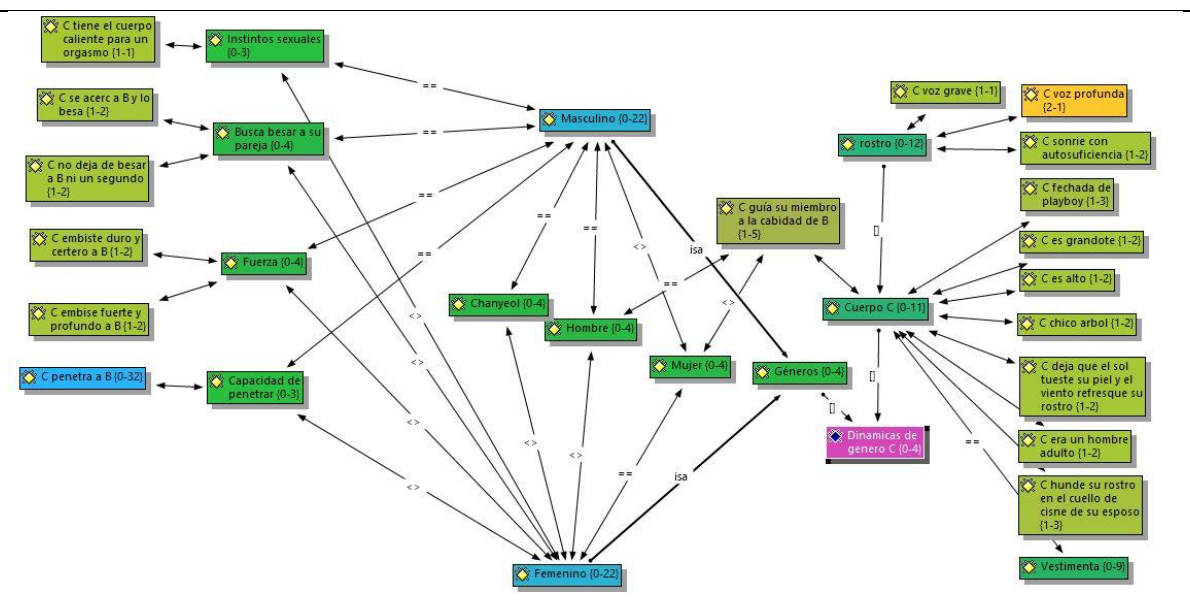 C tiene el cuerpo
caliente para un
orgasmo {1-1}
Instintos sexuales
{0-3}
C se acerc a B y lo
besa {1-2}
Busca besar a su
pareja {0-4}
C no deja de besar
a B ni un segundo
{1-2}
C embiste duro y
certero a B {1-2}
Fuerza {0-4}
C embise fuerte y
profundo a B {1-2}
C penetra a B {0-32}
Capacidad de
penetrar {0-3}
==
==
==
==
==
==
<>
==
<>
isa
<>
<>
<>
<>
<>
<>
==
isa
Masculino {0-22}
Chanyeol {0-4}
Hombre {0-4}
Mujer {0-4}
Géneros {0-4}
Femenino {0-22}
C guía su miembro
a la cabidad de B
{1-5}
C voz grave {1-1}
C voz profunda
{2-1}
rostro {0-12}
C sonrie con
autosuficiencia {1-2}
[]
C fechada de
playboy {1-3}
C es grandote {1-2}
C es alto {1-2}
Cuerpo C {0-11}
C chico arbol {1-2}
[]
[]
C deja que el sol
tueste su piel y el
viento refresque su
rostro {1-2}
Dinamicas de
genero C {0-4}
==
C era un hombre
adulto {1-2}
C hunde su rostro
en el cuello de
cisne de su esposo
{1-3}
Vestimenta {0-9}